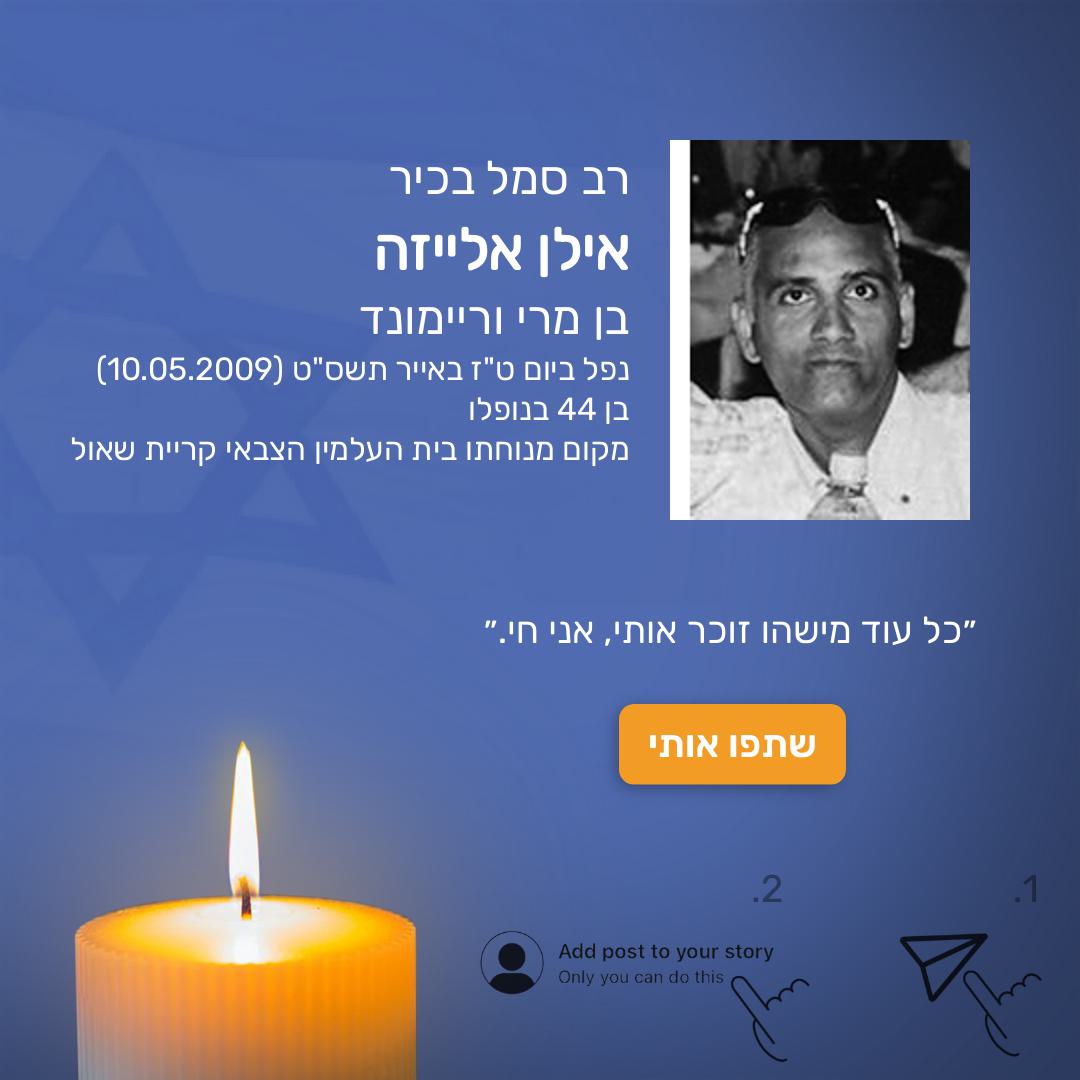 רב סמל בכיר
אילן אלייזה
בן מרי וריימונד
נפל ביום ט"ז באייר תשס"ט (10.05.2009)
בן 44 בנופלו
מקום מנוחתו בית העלמין הצבאי קריית שאול
״כל עוד מישהו זוכר אותי, אני חי.״
שתפו אותי
1.
2.
Add post to your story
Only you can do this